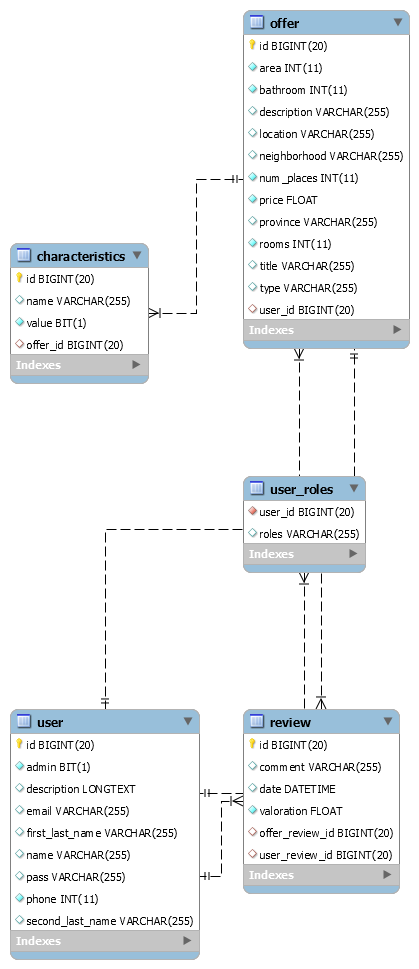 offer
id BIGINT(20)
area INT(11)
bathroom INT(11)
description VARCHAR(255)
location VARCHAR(255)
neighborhood VARCHAR(255)
num_places INT(11)
price FLOAT
province VARCHAR(255)
rooms INT(11)
title VARCHAR(255)
type VARCHAR(255)
user_id BIGINT(20)
Indexes
characteristics
id BIGINT(20)
name VARCHAR(255)
value BIT(1)
offer_id BIGINT(20)
Indexes
user_roles
user_id BIGINT(20)
roles VARCHAR(255)
Indexes
user
id BIGINT(20)
admin BIT(1)
description LONGTEXT
email VARCHAR(255)
first_last_name VARCHAR(255)
name VARCHAR(255)
pass VARCHAR(255)
phone INT(11)
second_last_name VARCHAR(255)
Indexes
review
id BIGINT(20)
comment VARCHAR(255)
date DATETIME
valoration FLOAT
offer_review_id BIGINT(20)
user_review_id BIGINT(20)
Indexes